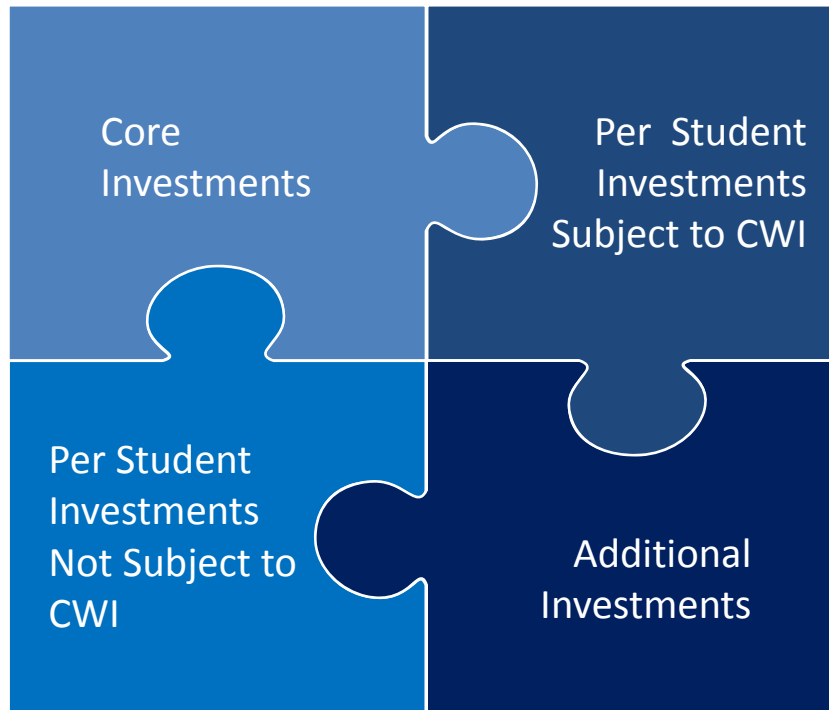 Core
Investments
Per Student
Investments
Subject to CWI
Per Student
Investments
Not Subject to
CWI
Additional
Investments